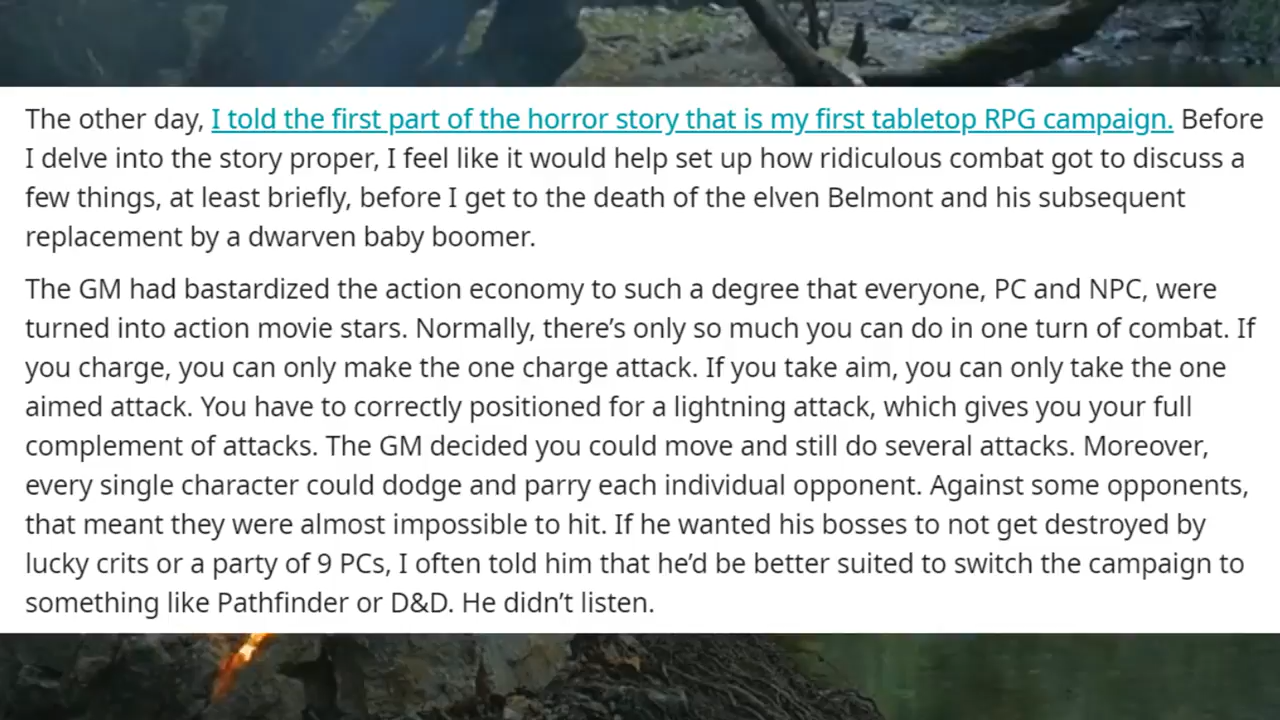 The other day, I told the first part of the horror story that is my first tabletop RPG campaign. Before
I delve into the story proper, I feel like it would help set up how ridiculous combat got to discuss a
few things, at least briefly, before I get to the death of the elven Belmont and his subsequent
replacement by a dwarven baby boomer.
The GM had bastardized the action economy to such a degree that everyone, PC and NPC, were
turned into action movie stars. Normally, there’s only so much you can do in one turn of combat. If
you charge, you can only make the one charge attack. If you take aim, you can only take the one
aimed attack. You have to correctly positioned for a lightning attack, which gives you your full
complement of attacks. The GM decided you could move and still do several attacks. Moreover,
every single character could dodge and parry each individual opponent. Against some opponents,
that meant they were almost impossible to hit. If he wanted his bosses to not get destroyed by
lucky crits or a party of 9 PCs, I often told him that he’d be better suited to switch the campaign to
something like Pathfinder or D&D. He didn’t listen.